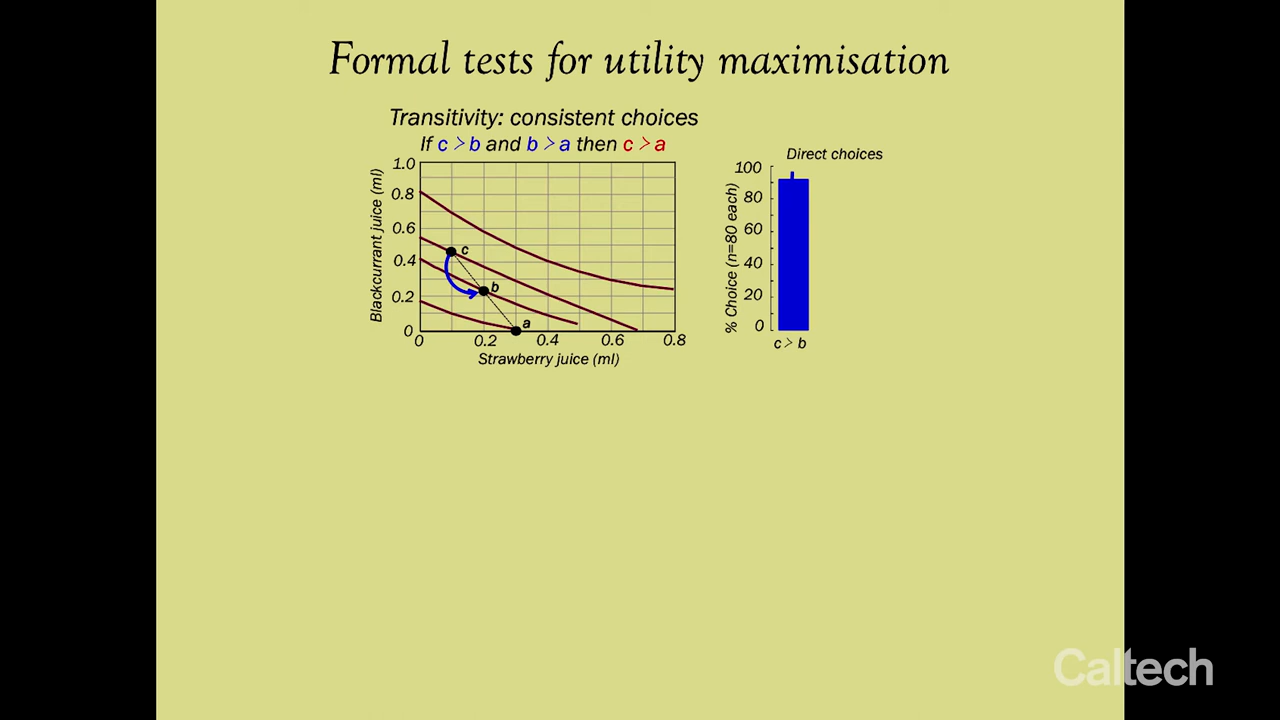 Formal tests for utility maximisation
Transitivity: consistent choices
If c > b and b > a then c > a
Blackcurrant juice (ml)
1.0
0.8
0.6
0.4
0.2
0
c
b
a
0 0.2 0.4 0.6 0.8
Strawberry juice (ml)
Direct choices
% Choice (n=80 each)
100
80
60
40
20
0
c > b
Caltech